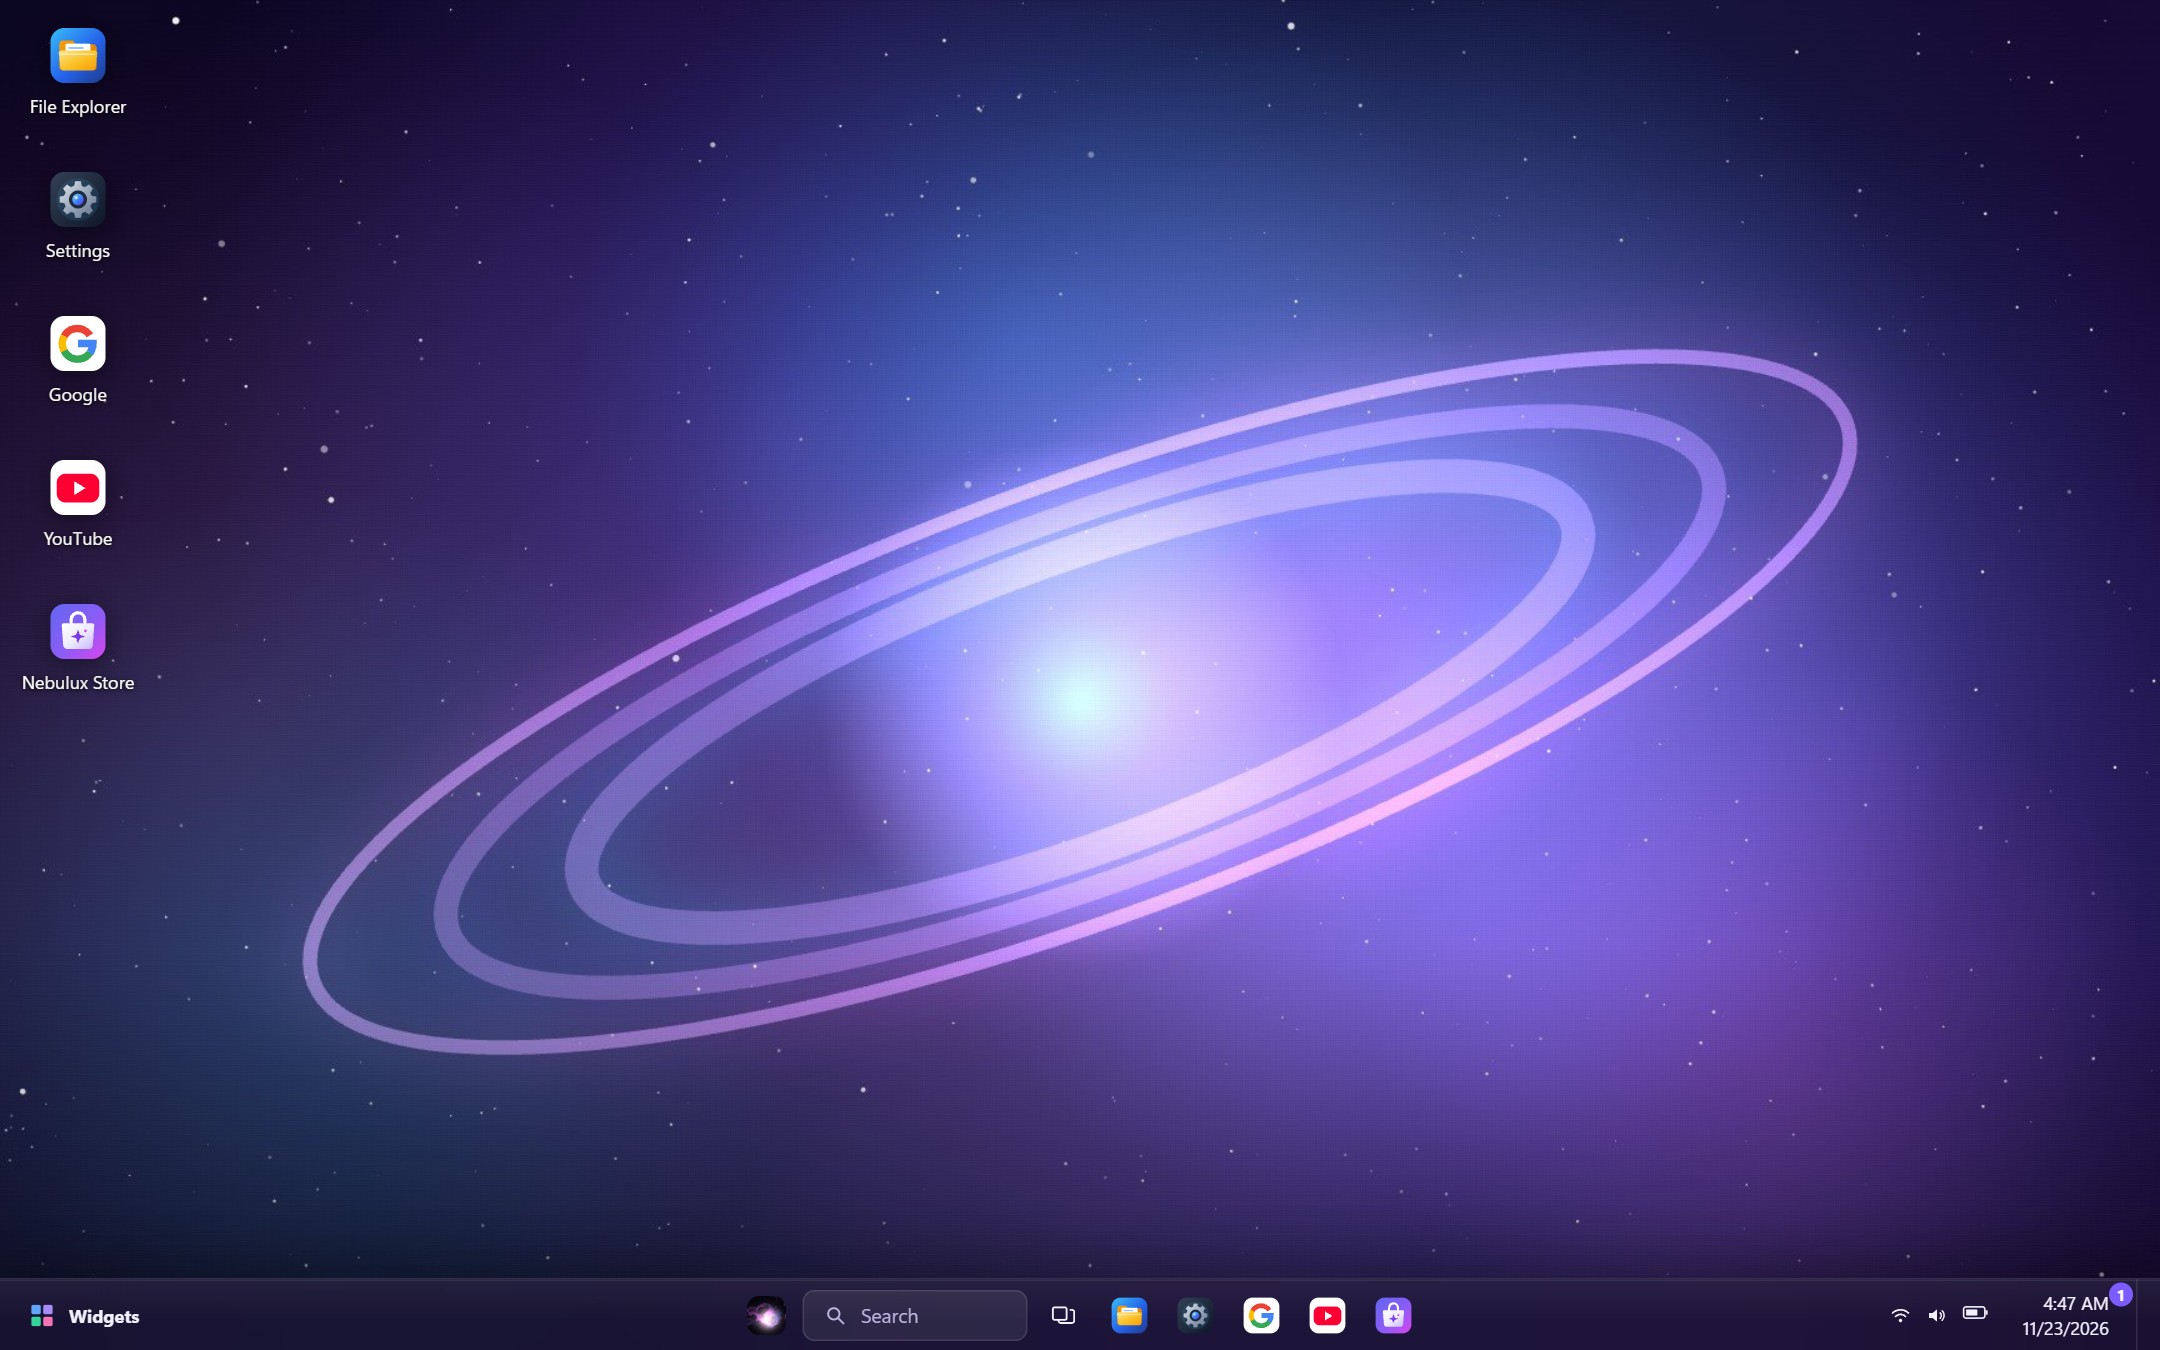 File Explorer
Settings
Google
YouTube
Nebulux Store
Widgets
Search
4:47 AM
1
11/23/2026